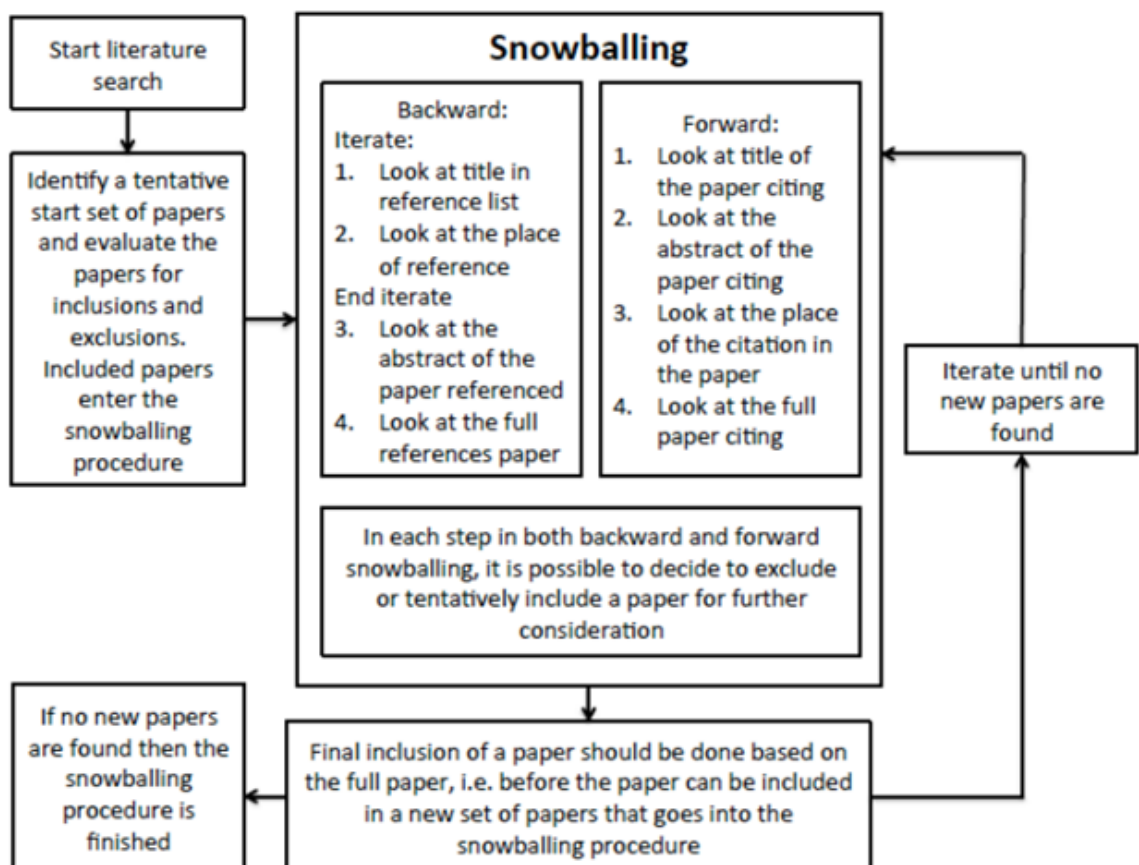 Start literature
search
Identify a tentative
start set of papers
and evaluate the
papers for
inclusions and
exclusions.
Included papers
enter the
snowballing
procedure
Snowballing
Backward:
Iterate:
1. Look at title in
reference list
2. Look at the place
of reference
End iterate
3. Look at the
abstract of the
paper referenced
4. Look at the full
references paper
Forward:
1. Look at title of
the paper citing
2. Look at the
abstract of the
paper citing
3. Look at the place
of the citation in
the paper
4. Look at the full
paper citing
In each step in both backward and forward
snowballing, it is possible to decide to exclude
or tentatively include a paper for further
consideration
Iterate until no
new papers are
found
Final inclusion of a paper should be done based on
the full paper, i.e. before the paper can be included
in a new set of papers that goes into the
snowballing procedure
If no new papers
are found then the
snowballing
procedure is
finished